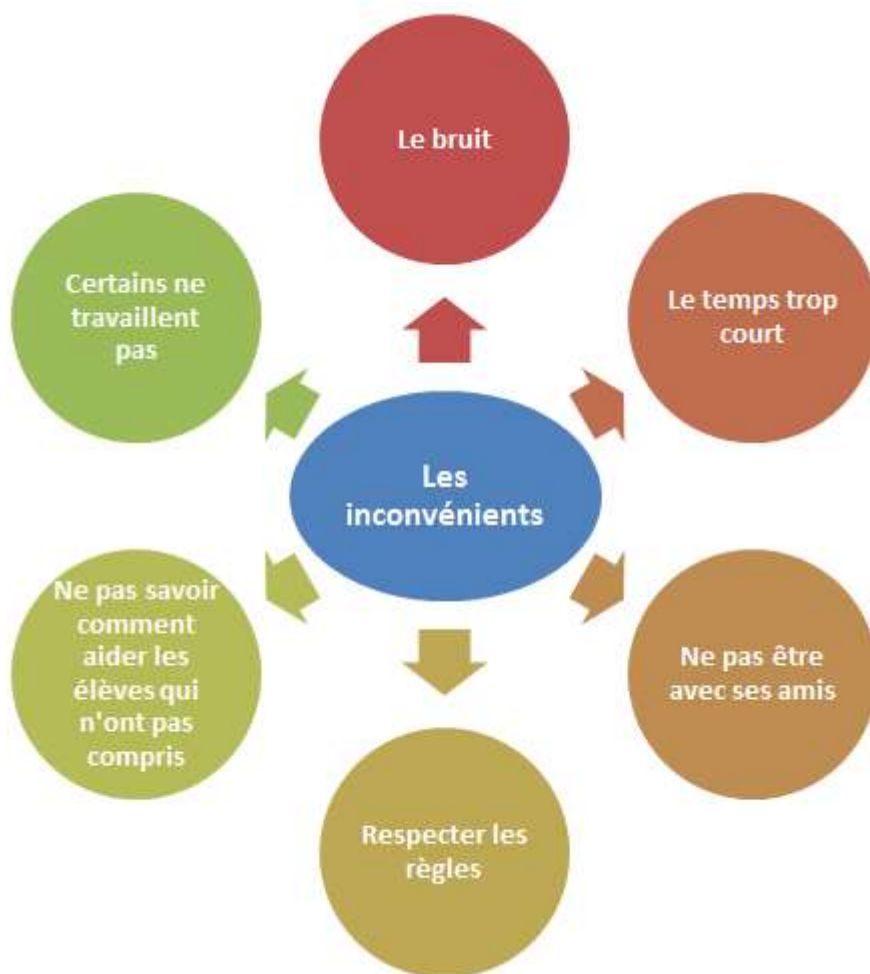 Le bruit
Le temps trop
court
Ne pas être
avec ses amis
Respecter les
règles
Ne pas savoir
comment
aider les
élèves qui
n'ont pas
compris
Certains ne
travaillent
pas
Les
inconvénients